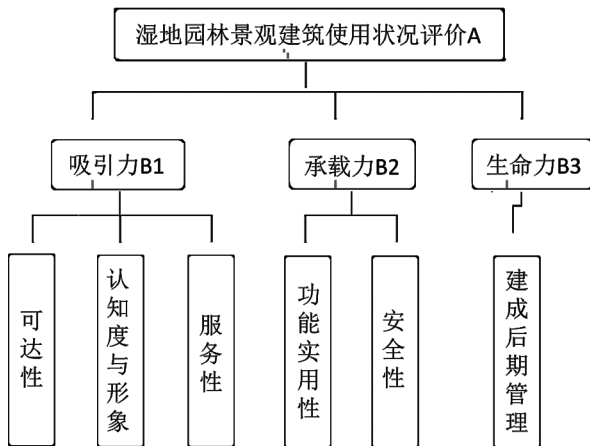 湿地园林景观建筑使用状况评价A
吸引力B1
承载力B2
生命力B3
可达性
认知度与形象
服务性
功能实用性
安全性
建成后期管理